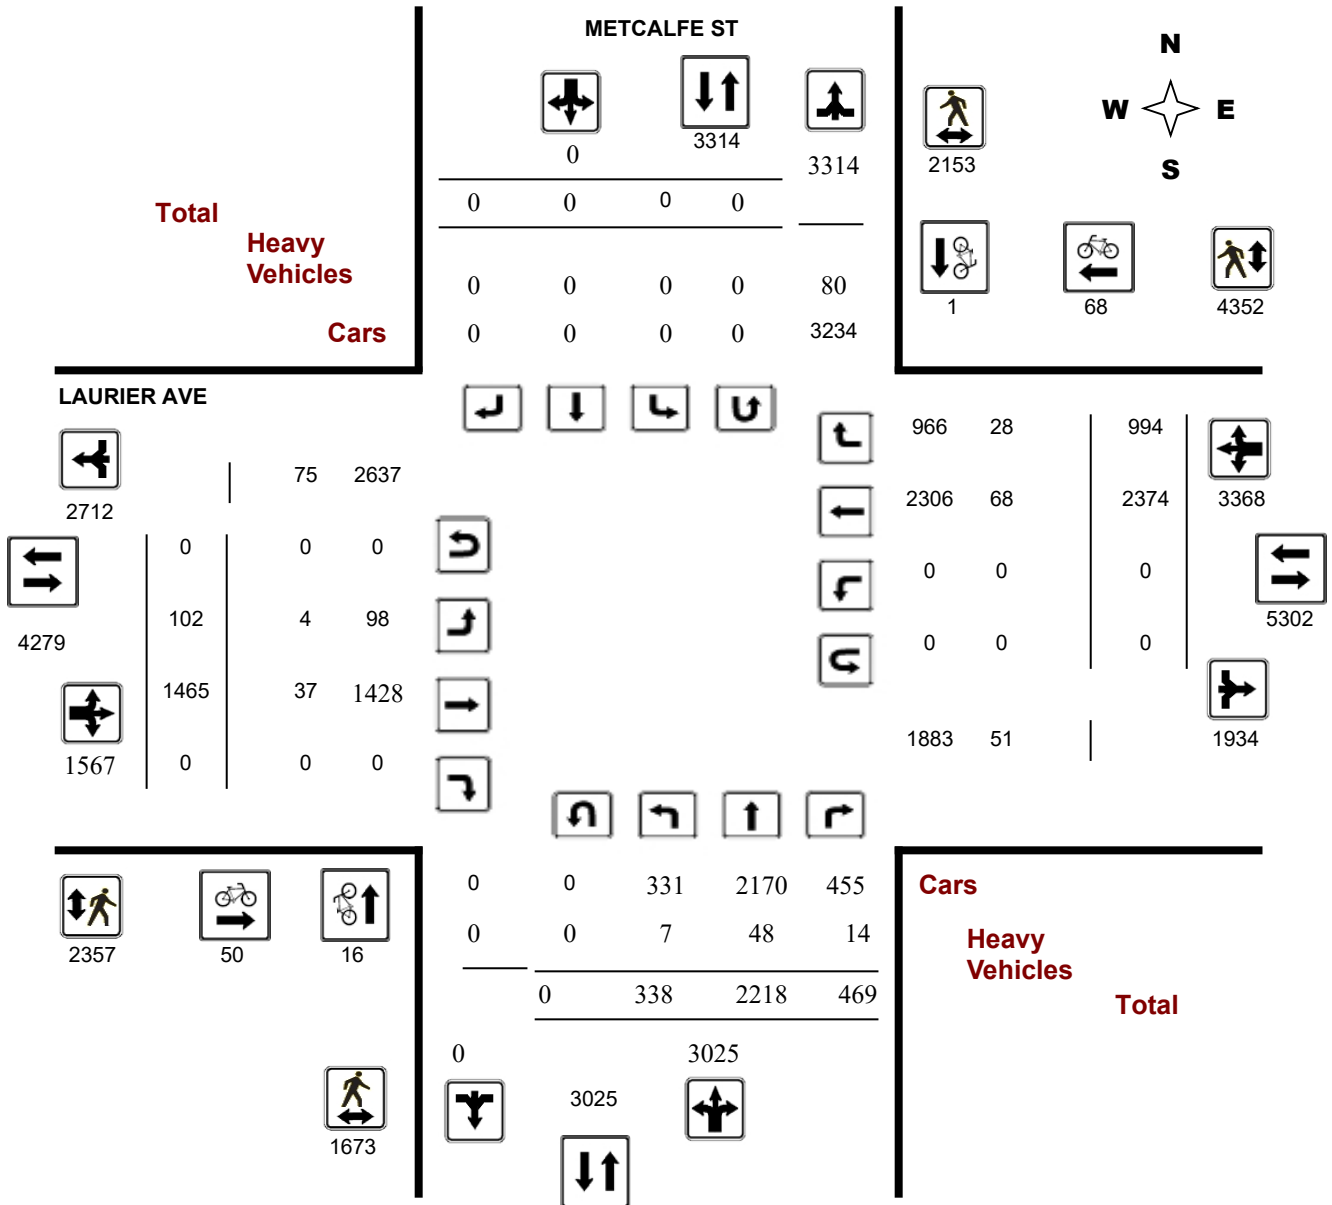 METCALFE ST
N
W E
S
0 3314 3314 2153
0 0 0 0
Total
Heavy
Vehicles
0 0 0 0 80
Cars 0 0 0 0 3234
1 68 4352
LAURIER AVE
966 28 994
75 2637
2712
2306 68 2374 3368
0 0 0
0 0 0
5302
102 4 98
4279
0 0 0
1465 37 1428
1567 0 0 0
1883 51 1934
0 0 331 2170 455 Cars
2357 50 16
0 0 7 48 14 Heavy
Vehicles
0 338 2218 469 Total
0 3025
3025
1673